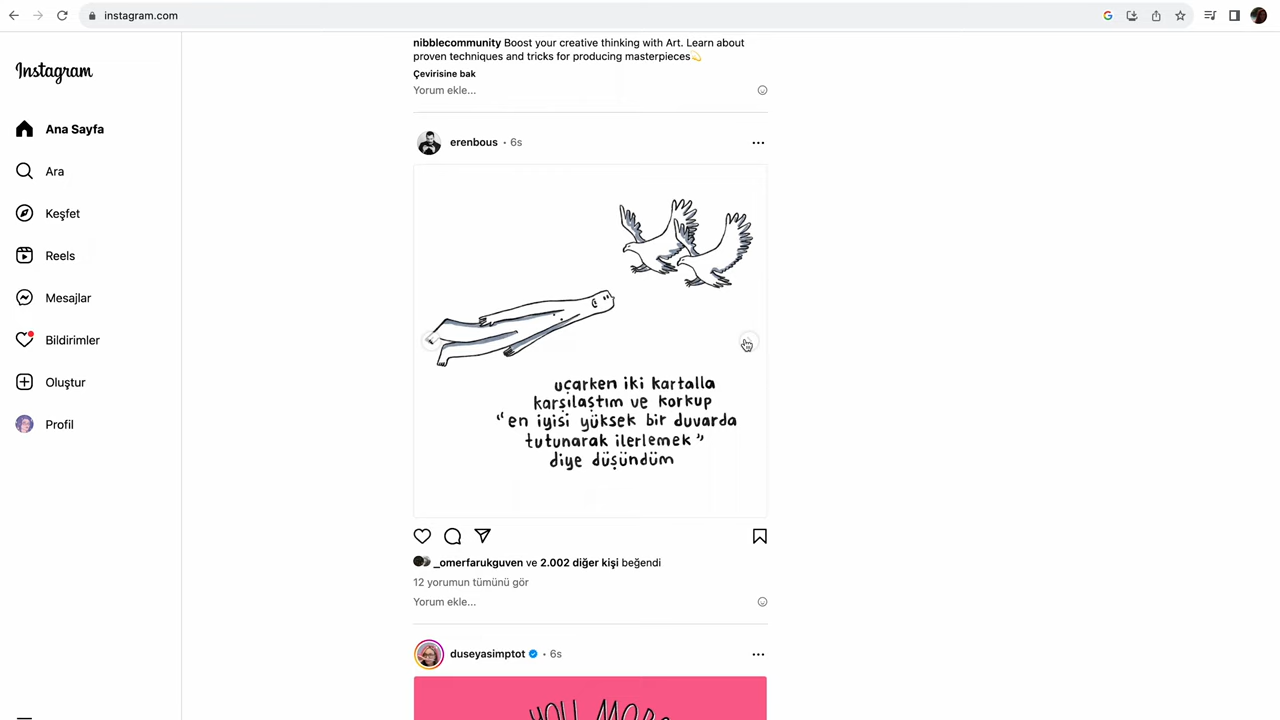 instagram.com
Instagram
Ana Sayfa
Ara
Keşfet
Reels
Mesajlar
Bildirimler
Oluştur
Profil
nibblecommunity Boost your creative thinking with Art. Learn about
proven techniques and tricks for producing masterpieces💫
Çevirisine bak
Yorum ekle...
erenbous • 6s
uçarken iki kartalla
karşılaştım ve korkup
“en iyisi yüksek bir duvarda
tutunarak ilerlemek”
diye düşündüm
_omerfarukguven ve 2.002 diğer kişi beğendi
12 yorumun tümünü gör
Yorum ekle...
duseyasimptot • 6s
YOU MORE